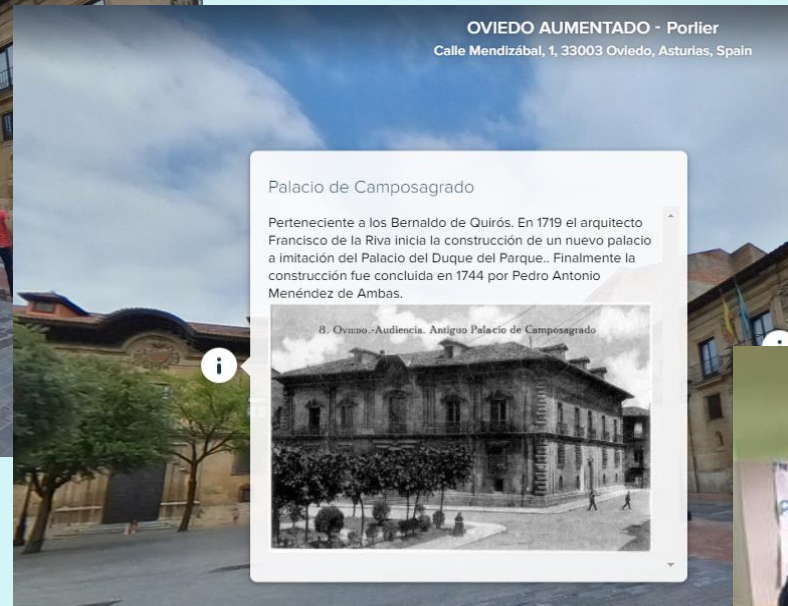 OVIEDO AUMENTADO - Porlier
Calle Mendizábal, 1, 33003 Oviedo, Asturias, Spain
Palacio de Camposagrado
Perteneciente a los Bernaldo de Quirós. En 1719 el arquitecto
Francisco de la Riva inicia la construcción de un nuevo palacio
a imitación del Palacio del Duque del Parque.. Finalmente la
construcción fue concluida en 1744 por Pedro Antonio
Menéndez de Ambas.
8. OVIEDO.-Audiencia. Antiguo Palacio de Camposagrado
i